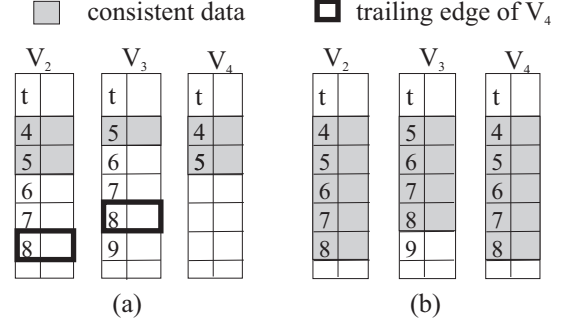 consistent data
trailing edge of V4
V2 V3 V4 V2 V3 V4
t t t t t t
4 5 4 4 5 4
5 6 5 5 6 5
6 7 6 7 6
7 8 7 8 7
8 9 8 9 8
(a) (b)